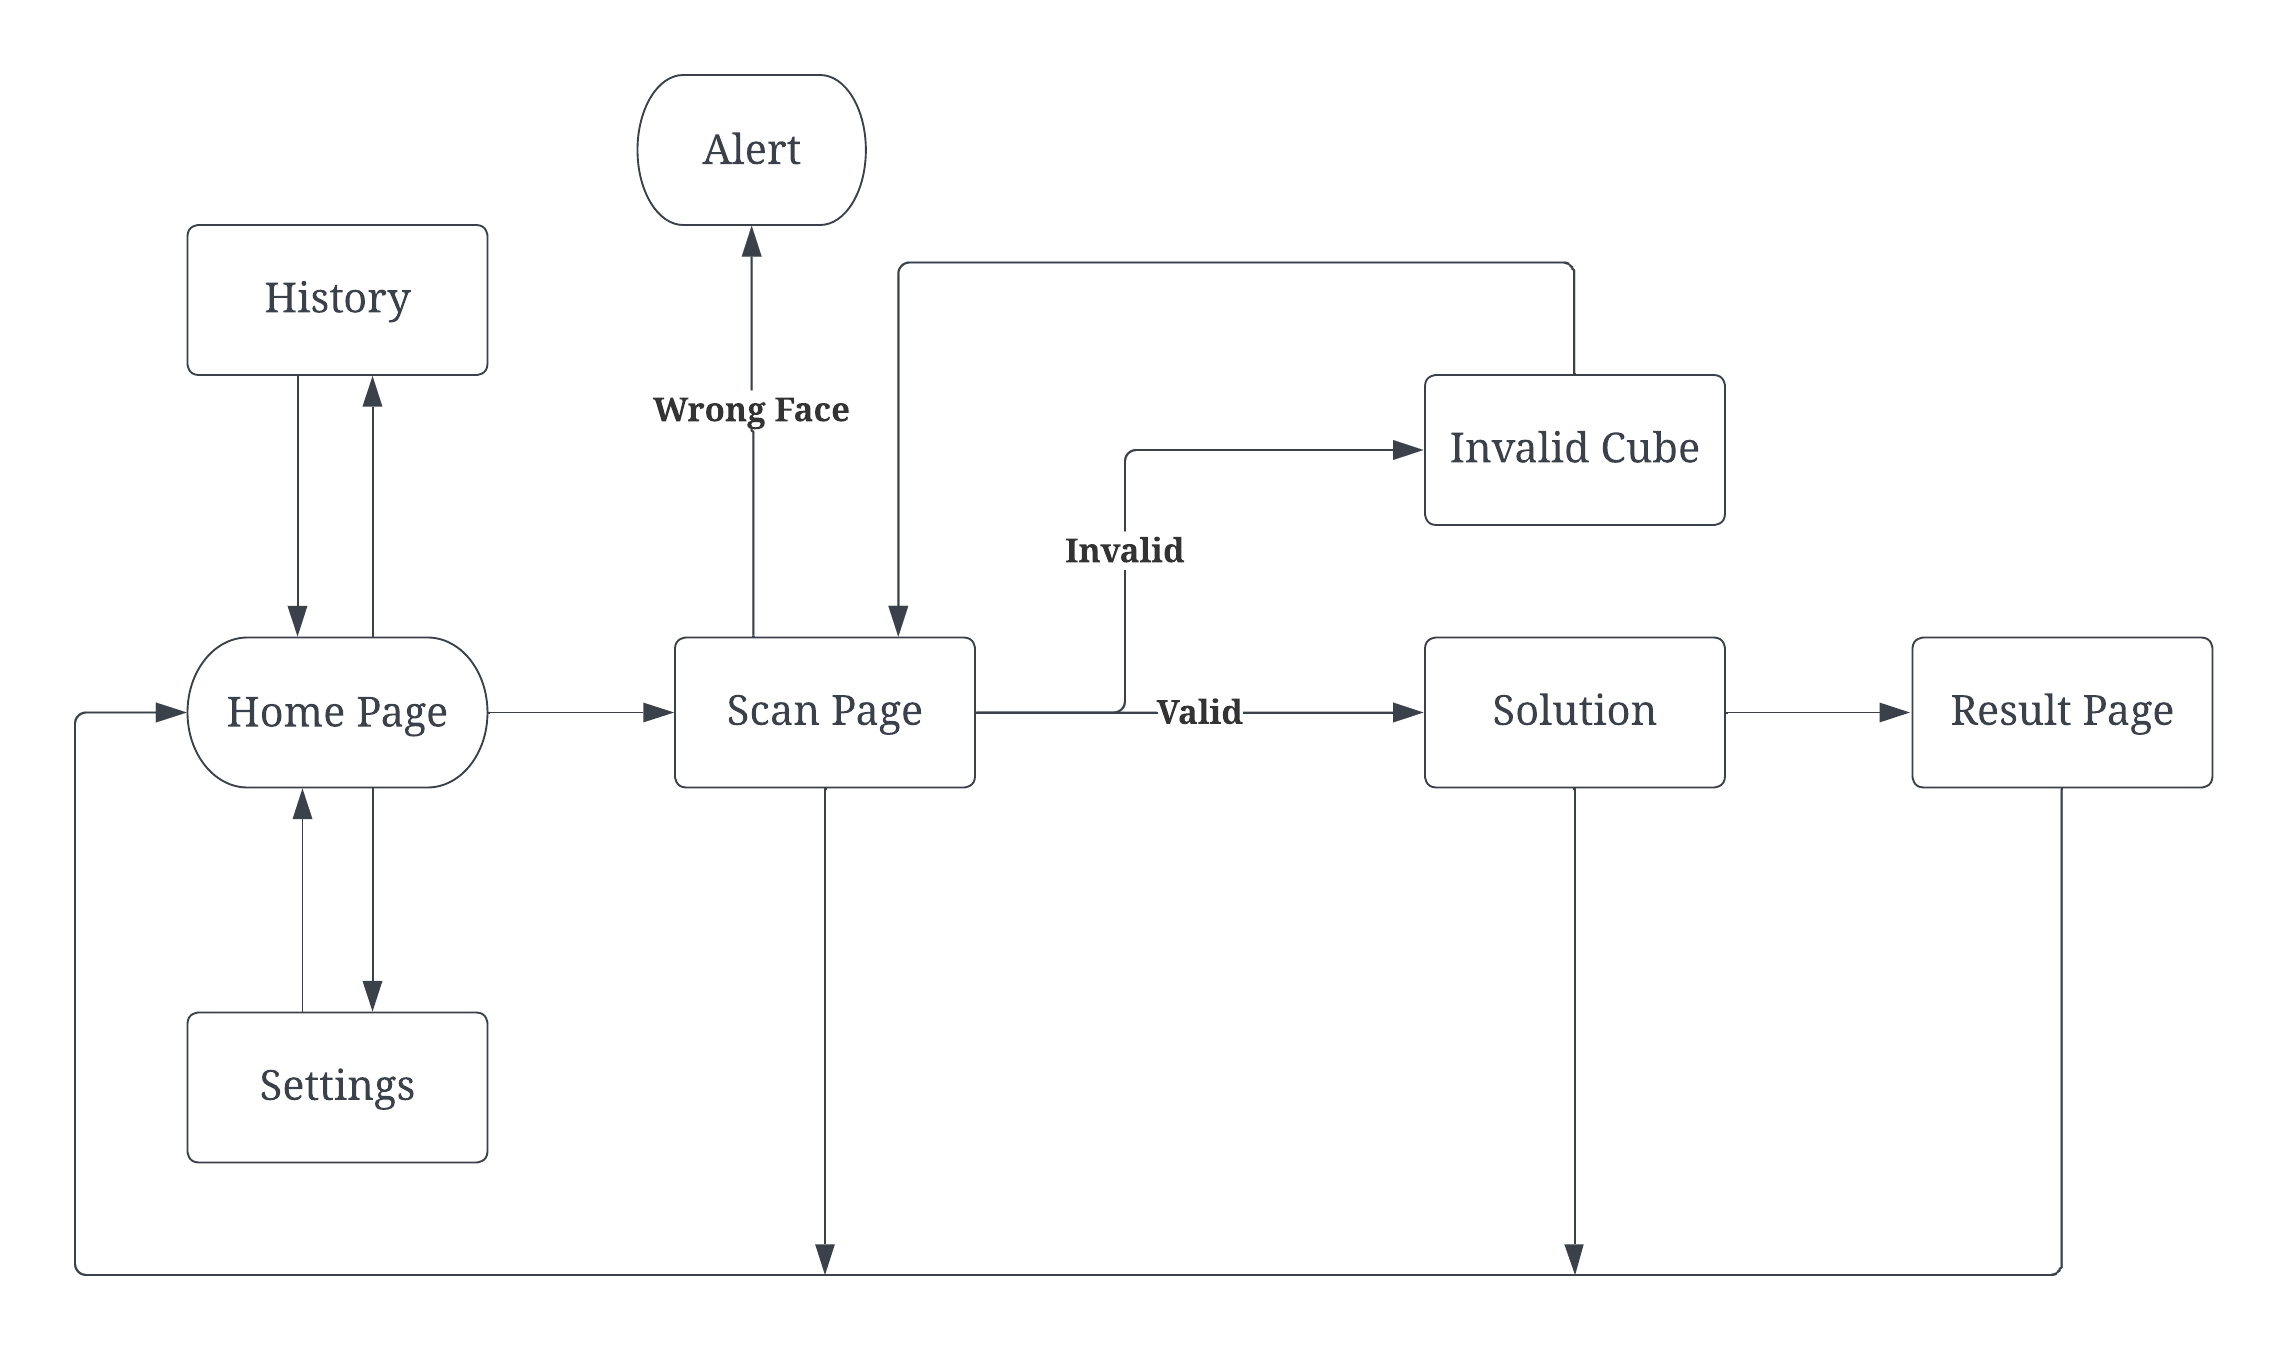 Alert
History
Wrong Face
Invalid Cube
Invalid
Home Page
Scan Page
Valid
Solution
Result Page
Settings